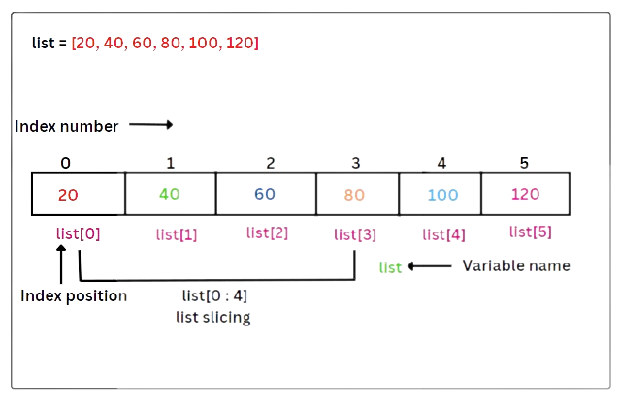 list = [20, 40, 60, 80, 100, 120]
Index number
0 1 2 3 4 5
20 40 60 80 100 120
list[0] list[1] list[2] list[3] list[4] list[5]
list Variable name
Index position list[0 : 4]
list slicing